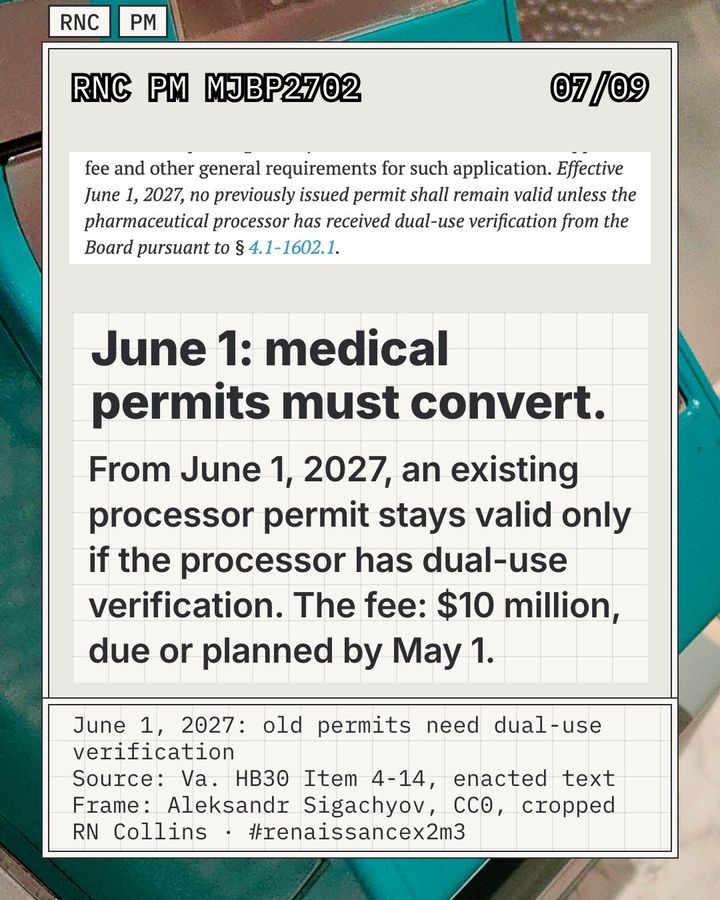 RNC PM
RNC PM MJBP2702 07/09
fee and other general requirements for such application. Effective
June 1, 2027, no previously issued permit shall remain valid unless the
pharmaceutical processor has received dual-use verification from the
Board pursuant to § 4.1-1602.1.
June 1: medical
permits must convert.
From June 1, 2027, an existing
processor permit stays valid only
if the processor has dual-use
verification. The fee: $10 million,
due or planned by May 1.
June 1, 2027: old permits need dual-use
verification
Source: Va. HB30 Item 4-14, enacted text
Frame: Aleksandr Sigachyov, CC0, cropped
RN Collins · #renaissancex2m3